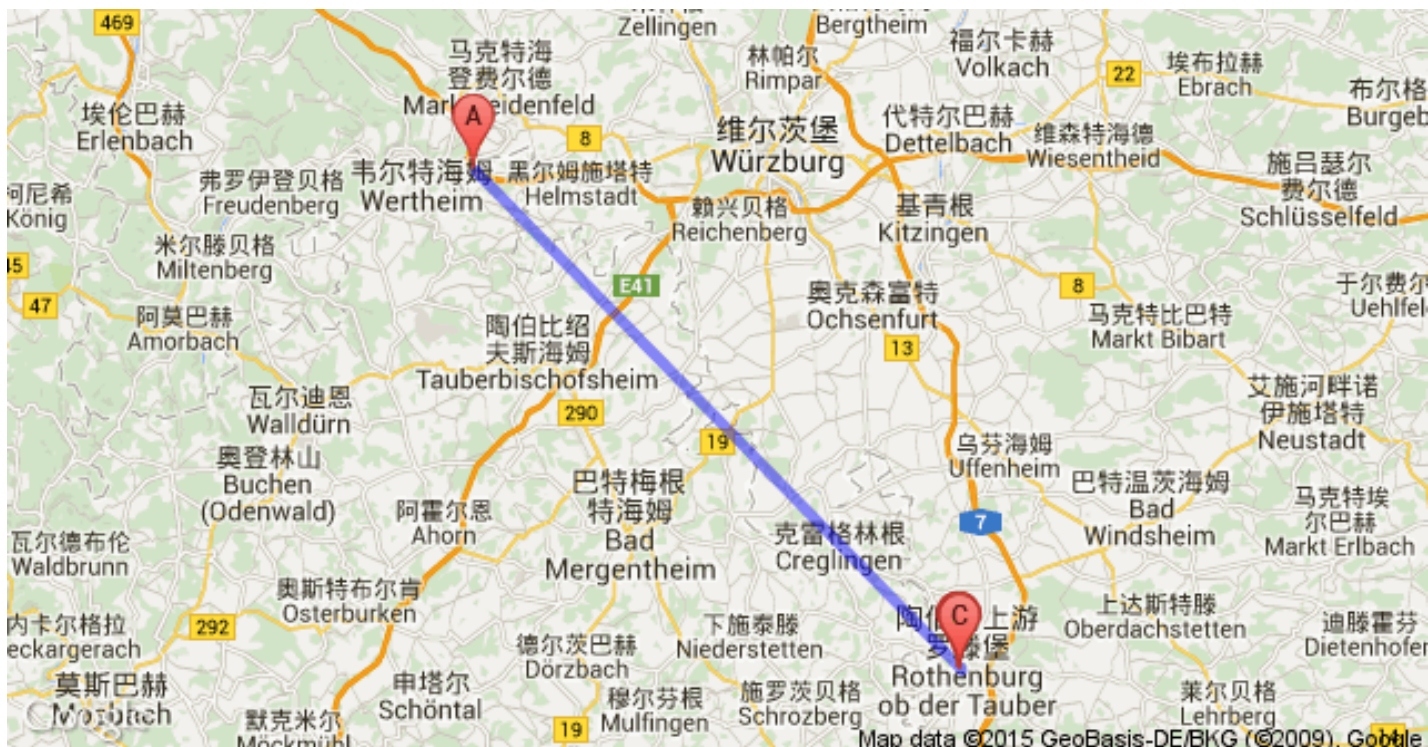 469
Zellingen
Bergtheim
马克特海
登费尔德
林帕尔
Rimpar
福尔卡赫
Volkach
22
埃布拉赫
Ebrach
布尔格
Burgeb
埃伦巴赫
Erlenbach
A
8
维尔茨堡
Würzburg
代特尔巴赫
Dettelbach
维森特海德
Wiesentheid
施吕瑟尔
费尔德
Schlüsselfeld
柯尼希
König
弗罗伊登贝格
Freudenberg
韦尔特海姆
Wertheim
黑尔姆施塔特
Helmstadt
赖兴贝格
Reichenberg
基青根
Kitzingen
米尔滕贝格
Miltenberg
45
47
E41
8
奥克森富特
Ochsenfurt
于尔费尔
Uehlfel
阿莫巴赫
Amorbach
陶伯比绍
夫斯海姆
Tauberbischofsheim
13
马克特比巴特
Markt Bibart
瓦尔迪恩
Walldürn
290
19
艾施河畔诺
伊施塔特
Neustadt
奥登林山
Buchen
(Odenwald)
乌芬海姆
Uffenheim
巴特梅根
特海姆
Bad
Mergentheim
巴特温茨海姆
Bad
Windsheim
阿霍尔恩
Ahorn
克富格林根
Creglingen
7
马克特埃
尔巴赫
Markt Erlbach
瓦尔德布伦
Waldbrunn
奥斯特布尔肯
Osterburken
292
内卡尔格拉
eckargerach
德尔茨巴赫
Dörzbach
下施泰滕
Niederstetten
C
上游
Rothenburg
ob der Tauber
上达斯特滕
Oberdachstetten
迪滕霍芬
Dietenhofen
莫斯巴赫
Mosbach
申塔尔
Schöntal
穆尔芬根
Mulfingen
施罗茨贝格
Schrozberg
莱尔贝格
Lehrberg
默克米尔
Möckmühl
19
14
Map data ©2015 GeoBasis-DE/BKG (©2009), Google